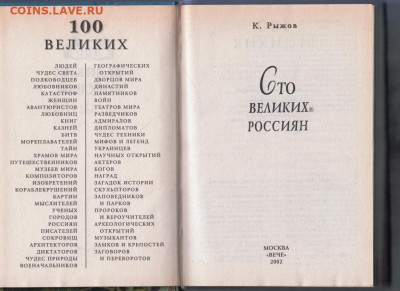 COINS.LAVE.RU
100
ВЕЛИКИХ
ЛЮДЕЙ
ЧУДЕС СВЕТА
ПОЛКОВОДЦЕВ
ЛЮБОВНИКОВ
КАТАСТРОФ
ЖЕНЩИН
АВАНТЮРИСТОВ
ЛЮБОВНИЦ
КНИГ
КАЗНЕЙ
БИТВ
МОРЕПЛАВАТЕЛЕЙ
ТАЙН
ХРАМОВ МИРА
ПУТЕШЕСТВЕННИКОВ
МУЗЕЕВ МИРА
КОМПОЗИТОРОВ
ИЗОБРЕТЕНИЙ
КОРАБЛЕКРУШЕНИЙ
КАРТИН
МЫСЛИТЕЛЕЙ
УЧЕНЫХ
ГОРОДОВ
РОССИЯН
ПИСАТЕЛЕЙ
СОКРОВИЩ
АРХИТЕКТОРОВ
ДИКТАТОРОВ
ЧУДЕС ПРИРОДЫ
ВОЕНАЧАЛЬНИКОВ
ГЕОГРАФИЧЕСКИХ
ОТКРЫТИЙ
ДВОРЦОВ МИРА
ДИНАСТИЙ
ПАМЯТНИКОВ
ВОЙН
ТЕАТРОВ МИРА
РАЗВЕДЧИКОВ
АДМИРАЛОВ
ДИПЛОМАТОВ
ЧУДЕС ТЕХНИКИ
МИФОВ И ЛЕГЕНД
УКРАИНЦЕВ
НАУЧНЫХ ОТКРЫТИЙ
АКТЕРОВ
БОГОВ
НАГРАД
ЗАГАДОК ИСТОРИИ
СКУЛЬПТОРОВ
ЗАПОВЕДНИКОВ
И ПАРКОВ
ПРОРОКОВ
И ВЕРОУЧИТЕЛЕЙ
АРХЕОЛОГИЧЕСКИХ
ОТКРЫТИЙ
МУЗЫКАНТОВ
ЗАМКОВ И КРЕПОСТЕЙ
ЗАГОВОРОВ
И ПЕРЕВОРОТОВ
К. Рыжов
Сто
ВЕЛИКИХ®
РОССИЯН
МОСКВА
«ВЕЧЕ»
2002